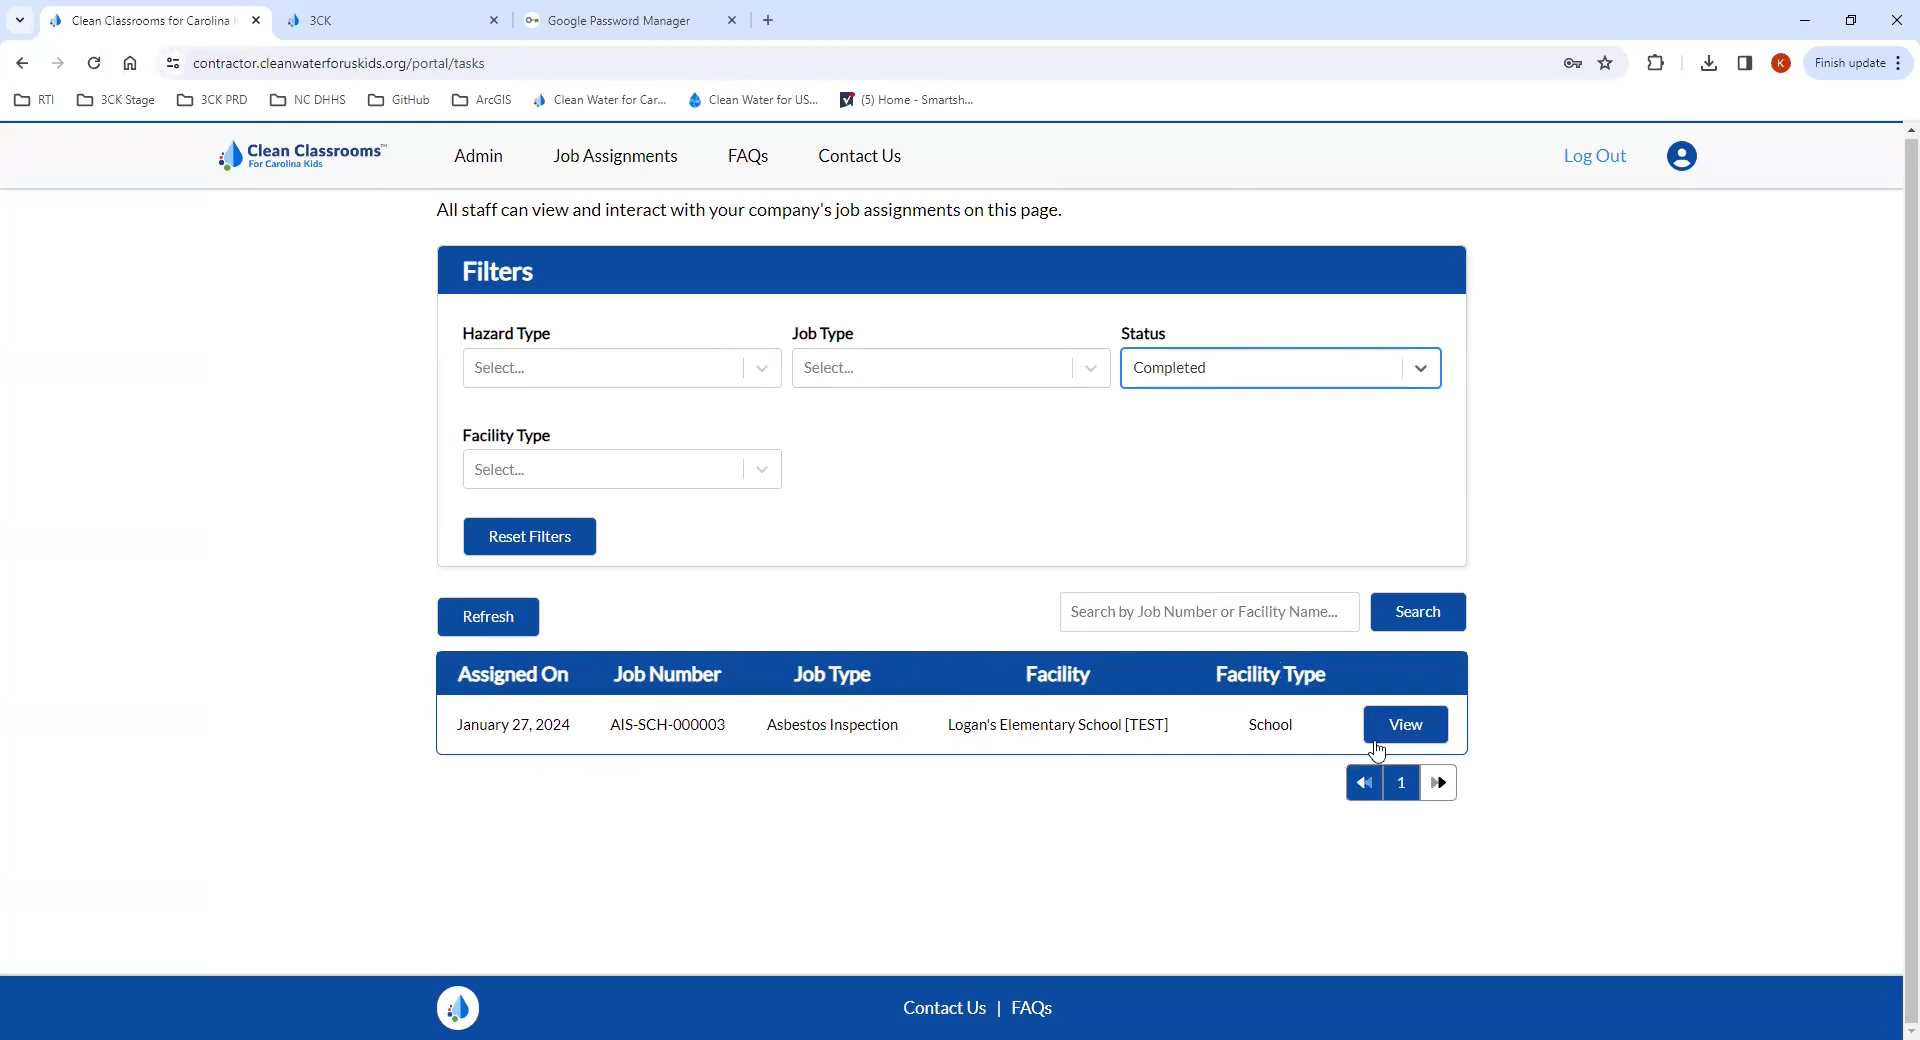 Clean Classrooms for Carolina
3CK
Google Password Manager
contractor.cleanwaterforuskids.org/portal/tasks
K
Finish update
RTI
3CK Stage
3CK PRD
NC DHHS
GitHub
ArcGIS
Clean Water for Car...
Clean Water for US...
(5) Home - Smartsh...
Clean Classrooms™
For Carolina Kids
Admin
Job Assignments
FAQs
Contact Us
Log Out
All staff can view and interact with your company's job assignments on this page.
Filters
Hazard Type
Job Type
Status
Select...
Select...
Completed
Facility Type
Select...
Reset Filters
Refresh
Search by Job Number or Facility Name...
Search
Assigned On
Job Number
Job Type
Facility
Facility Type
January 27, 2024
AIS-SCH-000003
Asbestos Inspection
Logan's Elementary School [TEST]
School
View
1
Contact Us | FAQs